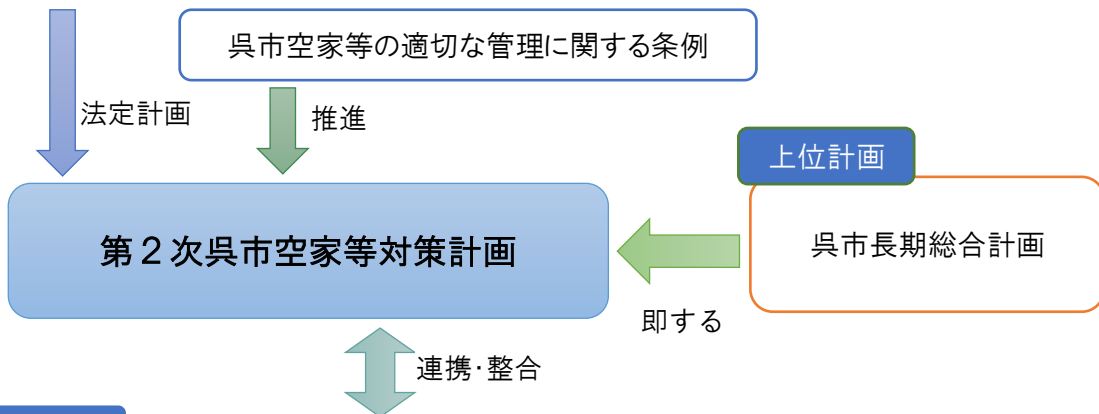 呉市空家等の適切な管理に関する条例
法定計画
推進
上位計画
第２次呉市空家等対策計画
呉市長期総合計画
即する
連携・整合